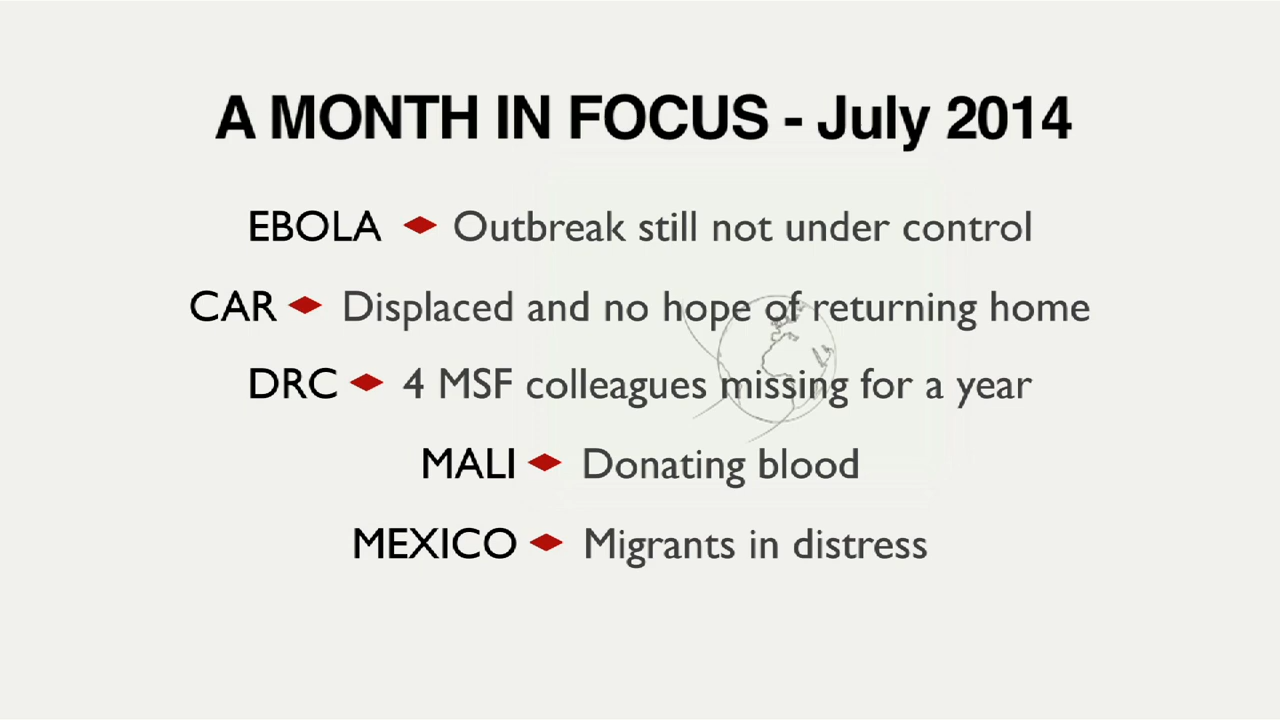 A MONTH IN FOCUS - July 2014
EBOLA ♦ Outbreak still not under control
CAR ♦ Displaced and no hope of returning home
DRC ♦ 4 MSF colleagues missing for a year
MALI ♦ Donating blood
MEXICO ♦ Migrants in distress